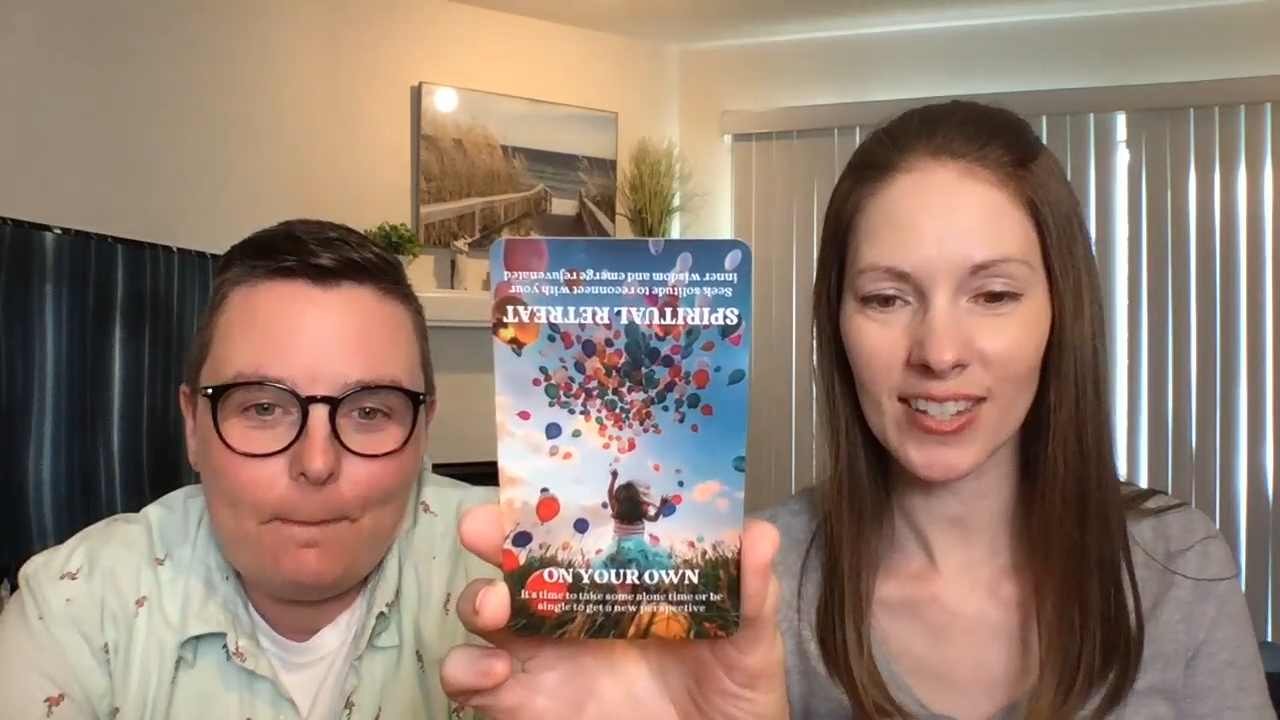 SPIRITUAL RETREAT
Seek solitude to reconnect with your
inner wisdom and emerge rejuvenated
ON YOUR OWN
It's time to take some alone time or be
single to get a new perspective